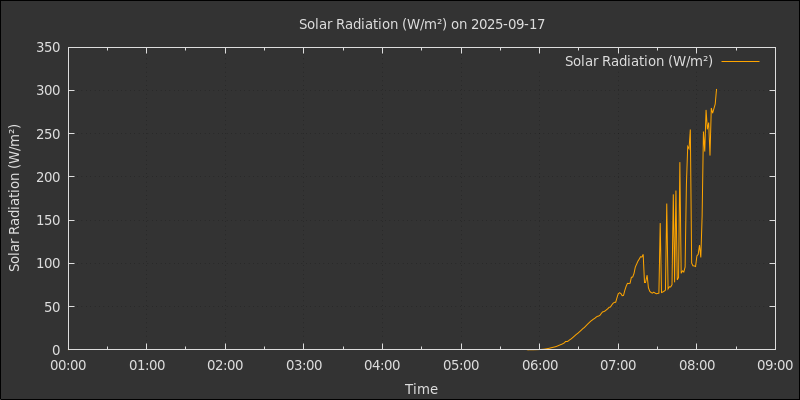 Solar Radiation (W/m²) on 2025-09-17
Solar Radiation (W/m²)
Solar Radiation (W/m²)
350
300
250
200
150
100
50
0
00:00 01:00 02:00 03:00 04:00 05:00 06:00 07:00 08:00 09:00
Time